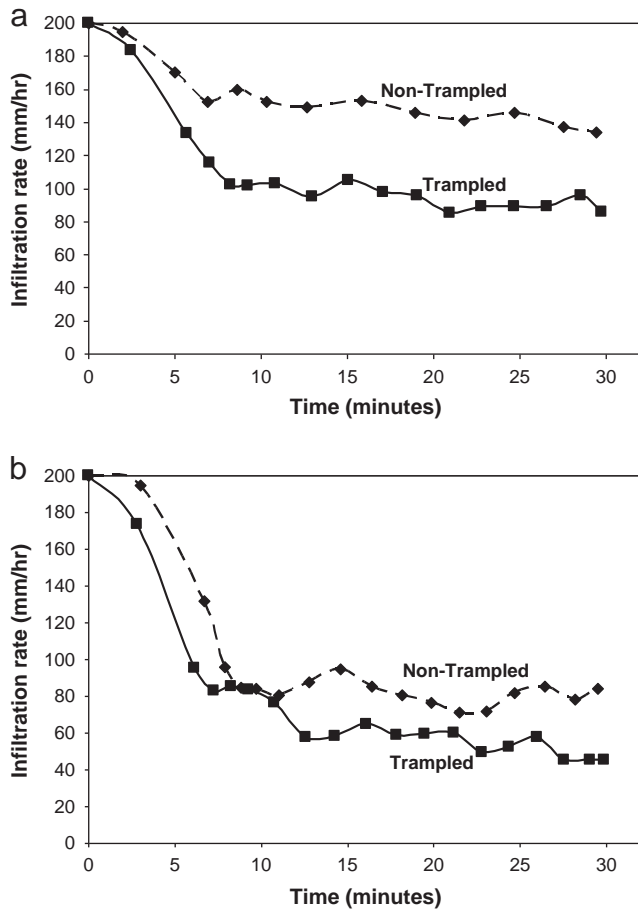 a
200
180
160
140
120
100
80
60
40
20
0
Infiltration rate (mm/hr)
Non-Trampled
Trampled
0 5 10 15 20 25 30
Time (minutes)
b
200
180
160
140
120
100
80
60
40
20
0
Infiltration rate (mm/hr)
Non-Trampled
Trampled
0 5 10 15 20 25 30
Time (minutes)